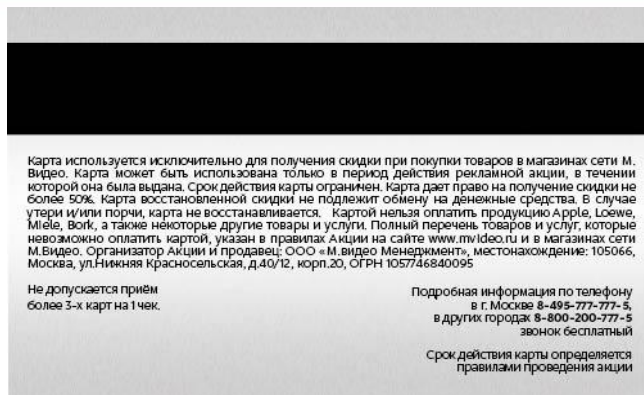 Карта используется исключительно для получения скидки при покупки товаров в магазинах сети М.
Видео. Карта может быть использована только в период действия рекламной акции, в течении
которой она была выдана. Срок действия карты ограничен. Карта дает право на получение скидки не
более 50%. Карта восстановленной скидки не подлежит обмену на денежные средства. В случае
утери и/или порчи, карта не восстанавливается. Картой нельзя оплатить продукцию Apple, Loewe,
Miele, Bork, а также некоторые другие товары и услуги. Полный перечень товаров и услуг, которые
невозможно оплатить картой, указан в правилах Акции на сайте www.mvideo.ru и в магазинах сети
М.Видео. Организатор Акции и продавец: ООО «М.видео Менеджмент», местонахождение: 105066,
Москва, ул.Нижняя Красносельская, д.40/12, корп.20, ОГРН 1057746840095
Не допускается приём
более 3-х карт на 1 чек.
Подробная информация по телефону
в г. Москве 8-495-777-777-5,
в других городах 8-800-200-777-5
звонок бесплатный
Срок действия карты определяется
правилами проведения акции